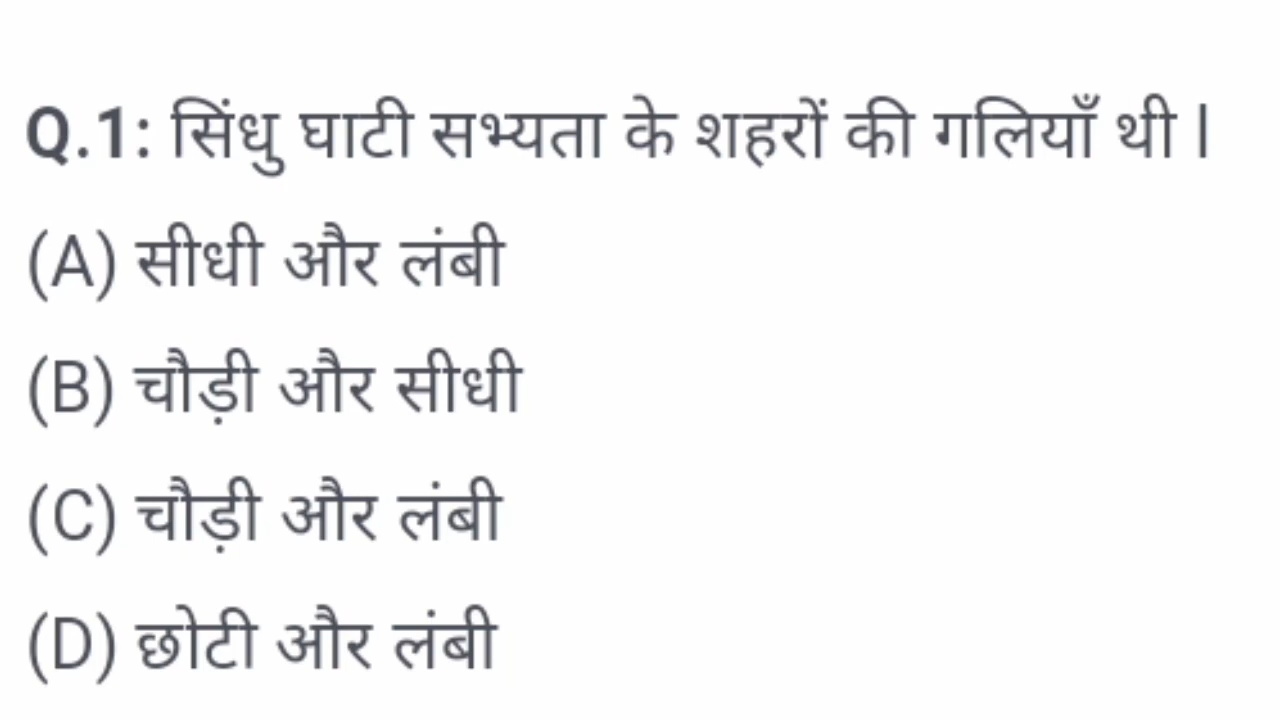 Q.1: सिंधु घाटी सभ्यता के शहरों की गलियाँ थी |
(A) सीधी और लंबी
(B) चौड़ी और सीधी
(C) चौड़ी और लंबी
(D) छोटी और लंबी